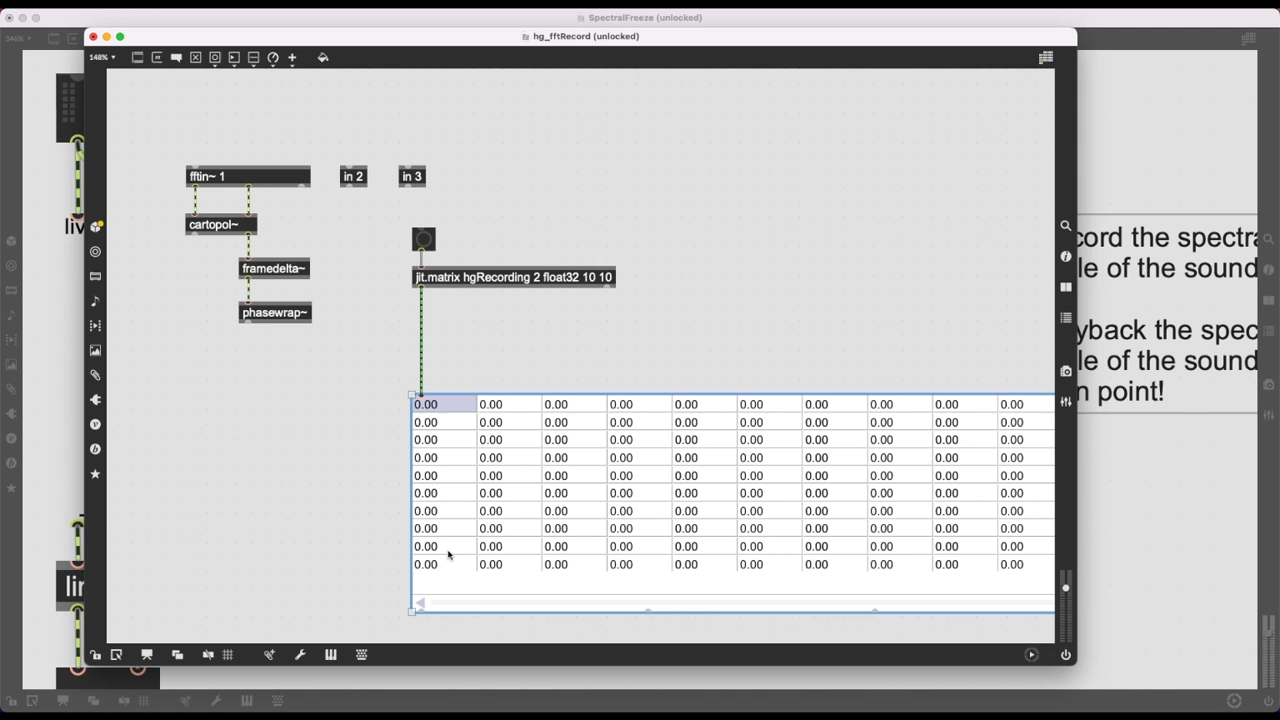 SpectralFreeze (unlocked)
346%
hg_fftRecord (unlocked)
148%
fftin~ 1
in 2
in 3
cartopol~
framedelta~
phasewrap~
jit.matrix hgRecording 2 float32 10 10
0.00 0.00 0.00 0.00 0.00 0.00 0.00 0.00 0.00 0.00
0.00 0.00 0.00 0.00 0.00 0.00 0.00 0.00 0.00 0.00
0.00 0.00 0.00 0.00 0.00 0.00 0.00 0.00 0.00 0.00
0.00 0.00 0.00 0.00 0.00 0.00 0.00 0.00 0.00 0.00
0.00 0.00 0.00 0.00 0.00 0.00 0.00 0.00 0.00 0.00
0.00 0.00 0.00 0.00 0.00 0.00 0.00 0.00 0.00 0.00
0.00 0.00 0.00 0.00 0.00 0.00 0.00 0.00 0.00 0.00
0.00 0.00 0.00 0.00 0.00 0.00 0.00 0.00 0.00 0.00
0.00 0.00 0.00 0.00 0.00 0.00 0.00 0.00 0.00 0.00
0.00 0.00 0.00 0.00 0.00 0.00 0.00 0.00 0.00 0.00
cord the spectra
le of the sound
yback the spec
le of the sound
n point!
liv
lin